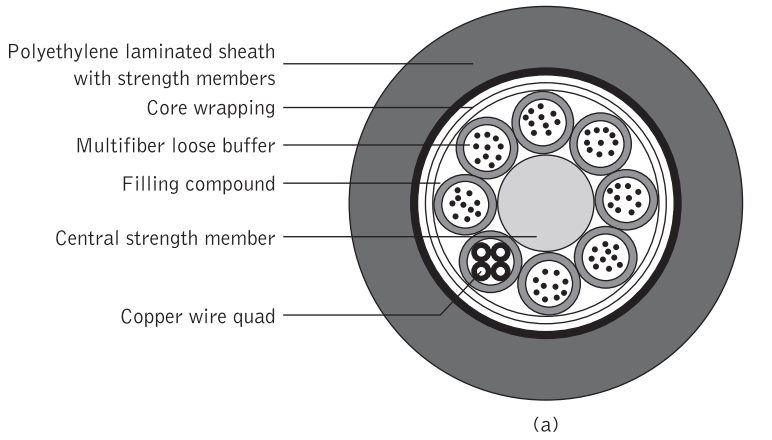 Polyethylene laminated sheath
with strength members
Core wrapping
Multifiber loose buffer
Filling compound
Central strength member
Copper wire quad
(a)